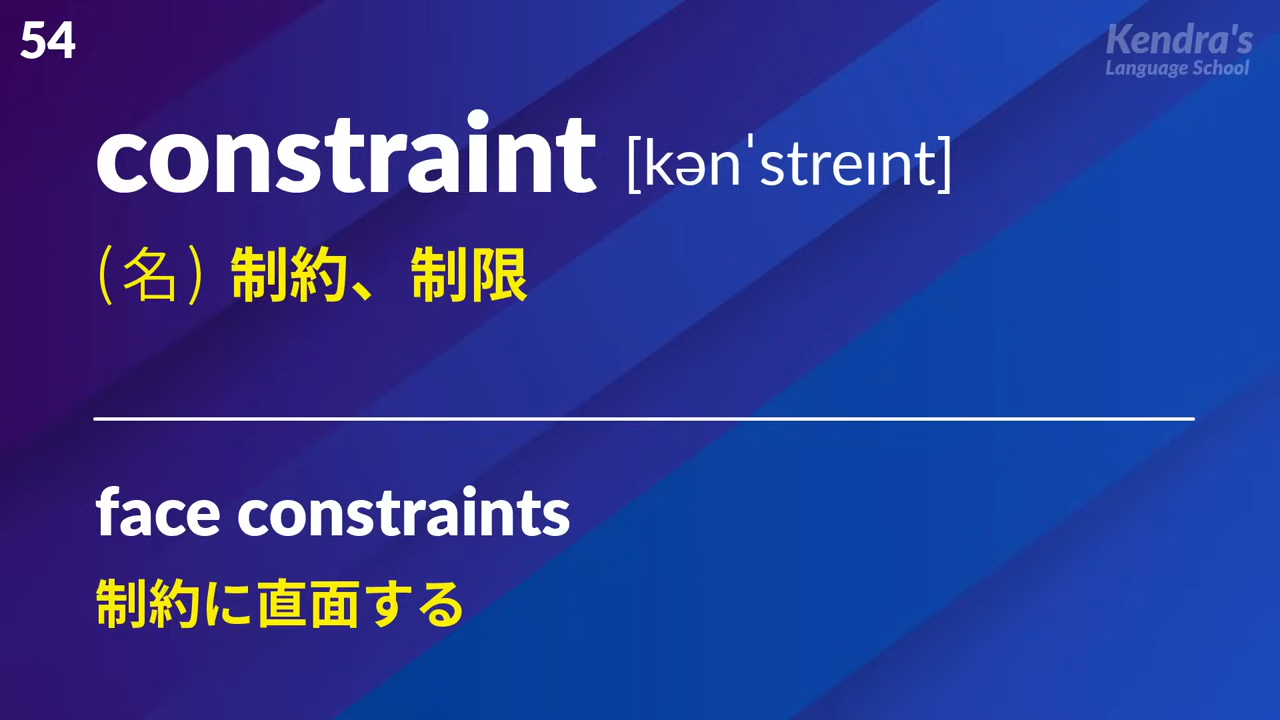 54
Kendra's
Language School
constraint [kənˈstreɪnt]
(名) 制約、制限
face constraints
制約に直面する